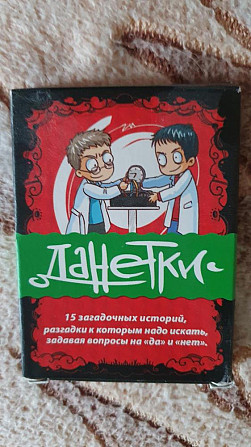 Данетки
15 загадочных историй,
разгадки к которым надо искать,
задавая вопросы на «да» и «нет».